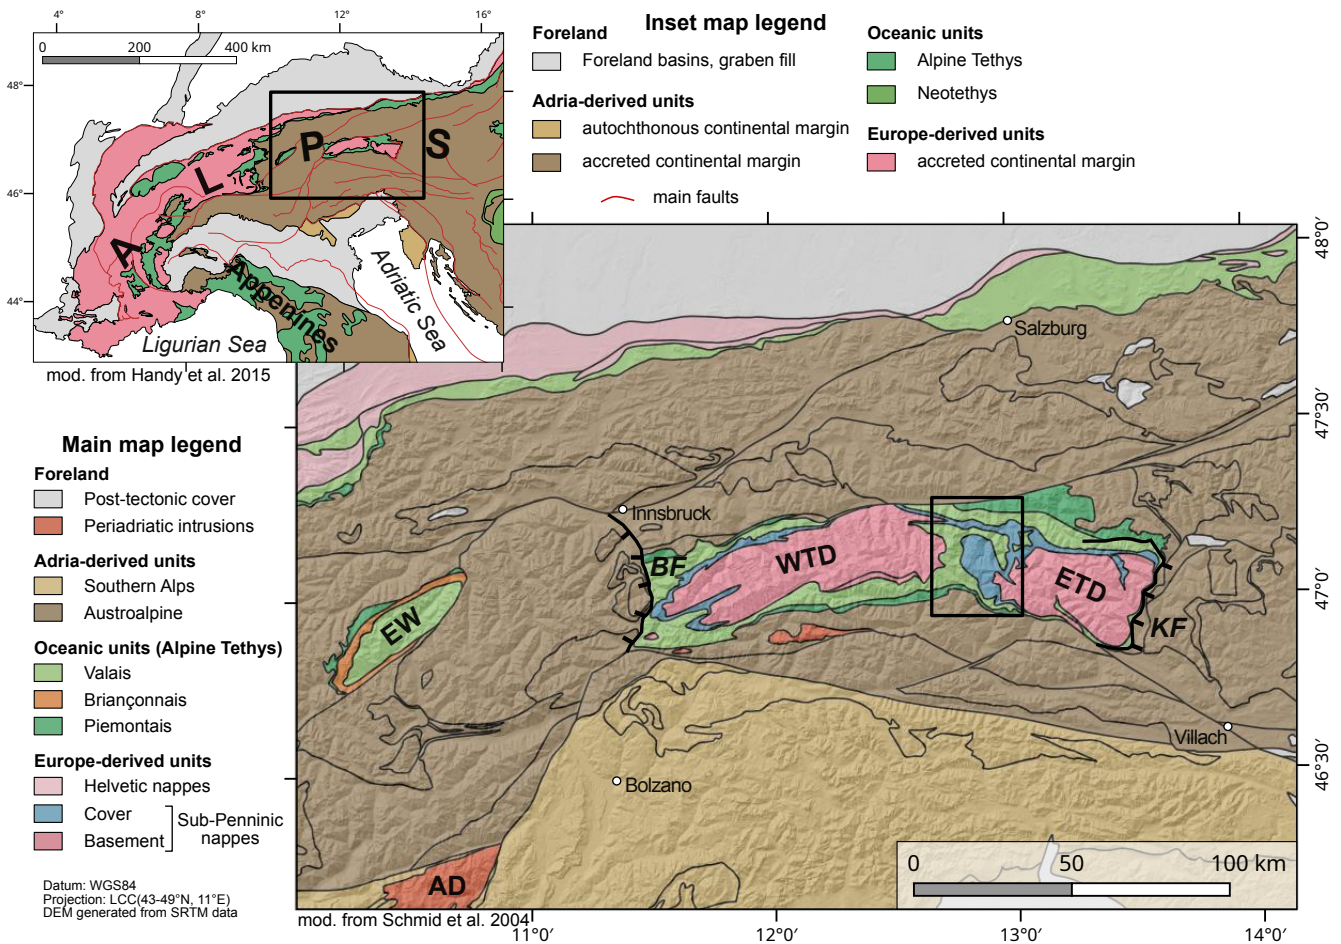 4°
8°
12°
16°
0
200
400 km
48°
46°
44°
A
L
P
S
Appenines
Adriatic Sea
Ligurian Sea
mod. from Handy et al. 2015
Inset map legend
Foreland
Foreland basins, graben fill
Adria-derived units
autochthonous continental margin
accreted continental margin
main faults
Oceanic units
Alpine Tethys
Neotethys
Europe-derived units
accreted continental margin
Main map legend
Foreland
Post-tectonic cover
Periadriatic intrusions
Adria-derived units
Southern Alps
Austroalpine
Oceanic units (Alpine Tethys)
Valais
Briançonnais
Piemontais
Europe-derived units
Helvetic nappes
Cover
Basement
Sub-Penninic
nappes
Datum: WGS84
Projection: LCC(43-49°N, 11°E)
DEM generated from SRTM data
Salzburg
Innsbruck
BF
WTD
ETD
KF
EW
Villach
Bolzano
AD
0
50
100 km
mod. from Schmid et al. 2004
48°0′
47°30′
47°0′
46°30′
11°0′
12°0′
13°0′
14°0′